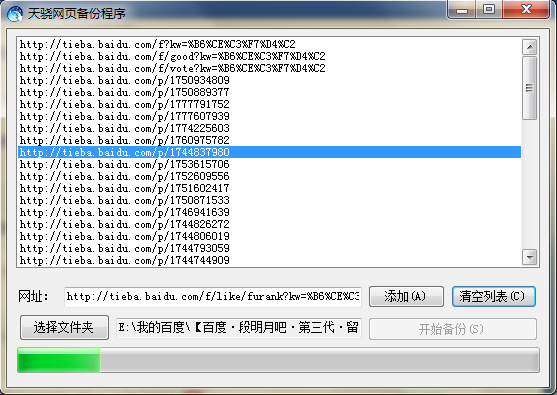 天骁网页备份程序
http://tieba.baidu.com/f?kw=%B6%CE%C3%F7%D4%C2
http://tieba.baidu.com/f/good?kw=%B6%CE%C3%F7%D4%C2
http://tieba.baidu.com/f/vote?kw=%B6%CE%C3%F7%D4%C2
http://tieba.baidu.com/p/1750934809
http://tieba.baidu.com/p/1750889377
http://tieba.baidu.com/p/1777791752
http://tieba.baidu.com/p/1777607939
http://tieba.baidu.com/p/1774225603
http://tieba.baidu.com/p/1760975782
http://tieba.baidu.com/p/1744837980
http://tieba.baidu.com/p/1753615706
http://tieba.baidu.com/p/1752609556
http://tieba.baidu.com/p/1751602417
http://tieba.baidu.com/p/1750871533
http://tieba.baidu.com/p/1746941639
http://tieba.baidu.com/p/1744826272
http://tieba.baidu.com/p/1744806019
http://tieba.baidu.com/p/1744793059
http://tieba.baidu.com/p/1744744909
网址: http://tieba.baidu.com/f/like/furank?kw=%B6%CE%C3 添加(A) 清空列表(C)
选择文件夹 E:\我的百度\【百度·段明月吧·第三代·留 开始备份(S)